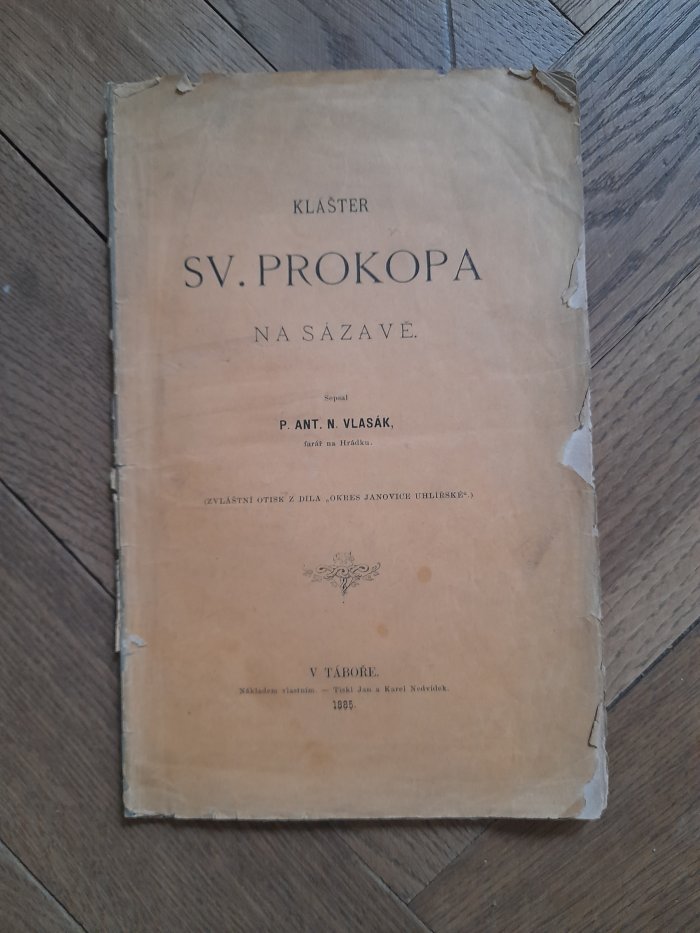 KLÁŠTER
SV. PROKOPA
NA SÁZAVĚ.
Sepsal
P. ANT. N. VLASÁK,
farář na Hrádku.
(ZVLÁŠTNÍ OTISK Z DÍLA „OKRES JANOVICE UHLÍŘSKÉ“.)
V TÁBOŘE.
Nákladem vlastním. — Tiskl Jan a Karel Nedvídek.
1885.